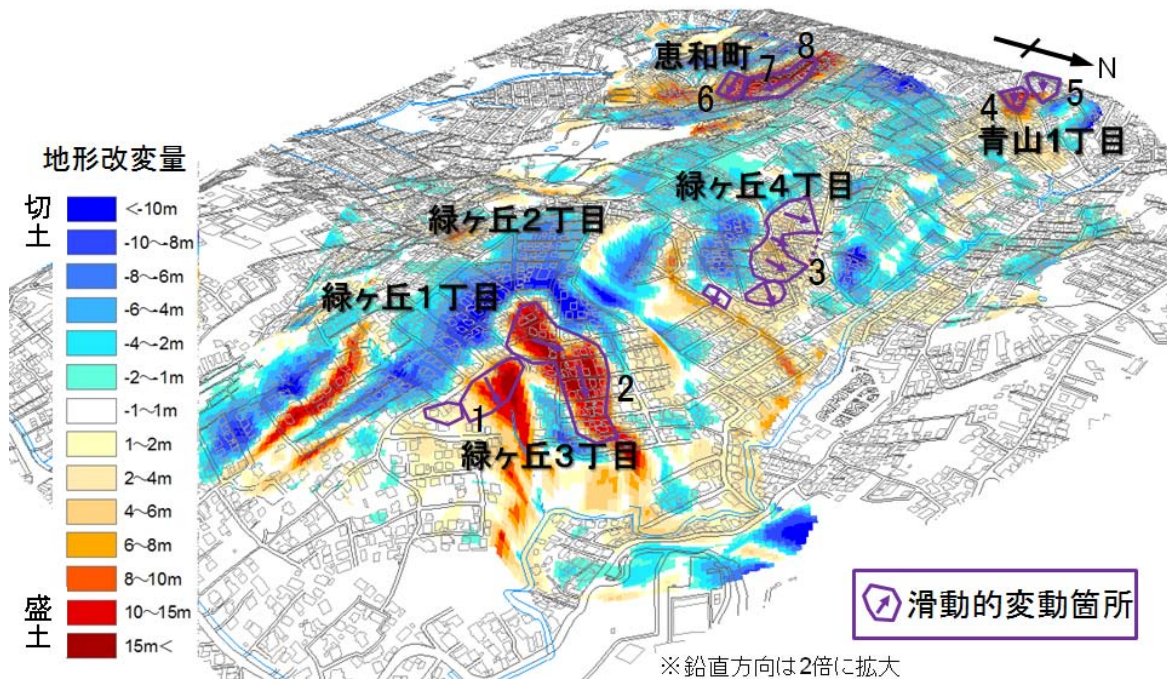 恵和町
8
7
6
N
4
5
青山1丁目
地形改変量
切土
<-10m
-10～-8m
-8～-6m
-6～-4m
-4～-2m
-2～-1m
-1～1m
1～2m
2～4m
4～6m
6～8m
8～10m
10～15m
15m<
盛土
緑ヶ丘4丁目
緑ヶ丘2丁目
3
緑ヶ丘1丁目
2
1
緑ヶ丘3丁目
滑動的変動箇所
※鉛直方向は2倍に拡大